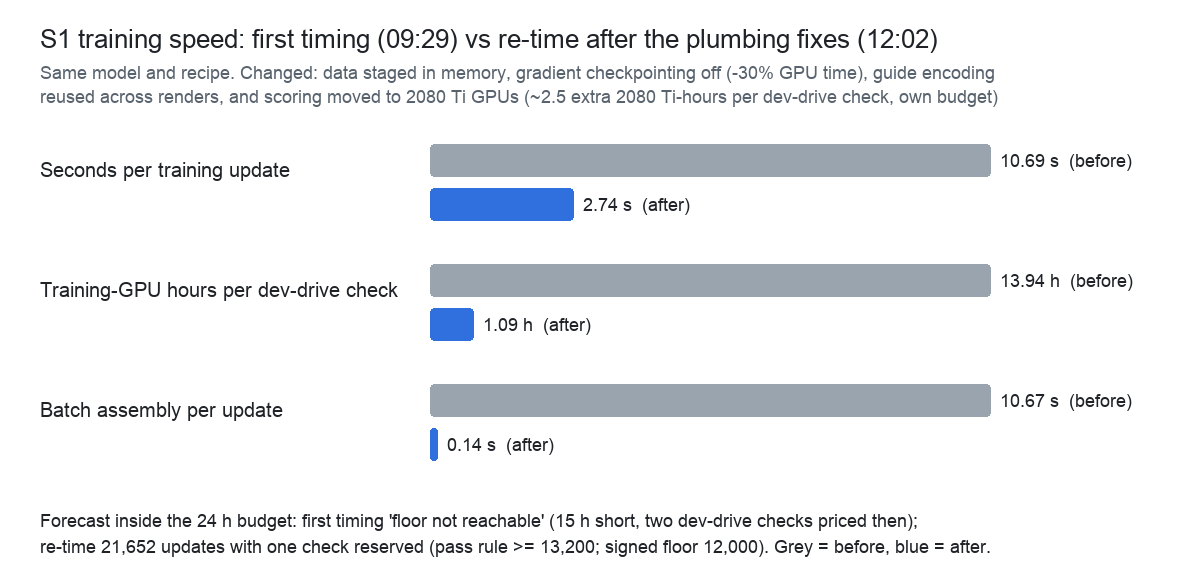 S1 training speed: first timing (09:29) vs re-time after the plumbing fixes (12:02)
Same model and recipe. Changed: data staged in memory, gradient checkpointing off (-30% GPU time), guide encoding
reused across renders, and scoring moved to 2080 Ti GPUs (~2.5 extra 2080 Ti-hours per dev-drive check, own budget)
Seconds per training update
10.69 s (before)
2.74 s (after)
Training-GPU hours per dev-drive check
13.94 h (before)
1.09 h (after)
Batch assembly per update
10.67 s (before)
0.14 s (after)
Forecast inside the 24 h budget: first timing 'floor not reachable' (15 h short, two dev-drive checks priced then);
re-time 21,652 updates with one check reserved (pass rule >= 13,200; signed floor 12,000). Grey = before, blue = after.